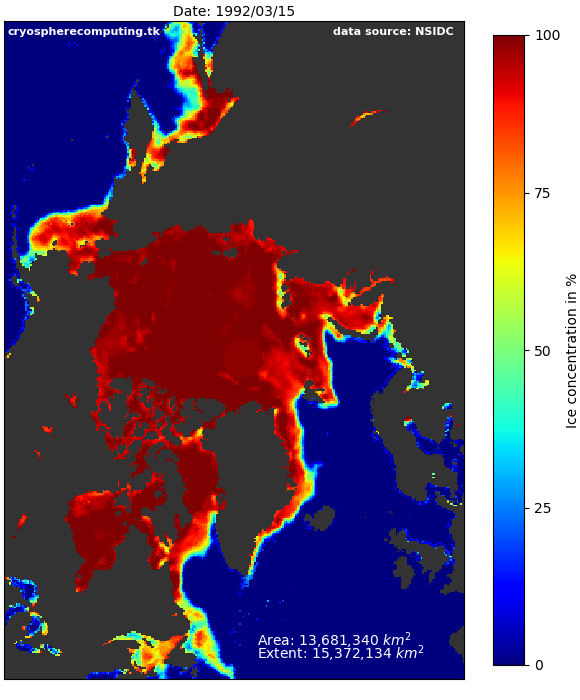 Date: 1992/03/15
cryospherecomputing.tk
data source: NSIDC
100
75
50
25
0
Ice concentration in %
Area: 13,681,340 km²
Extent: 15,372,134 km²